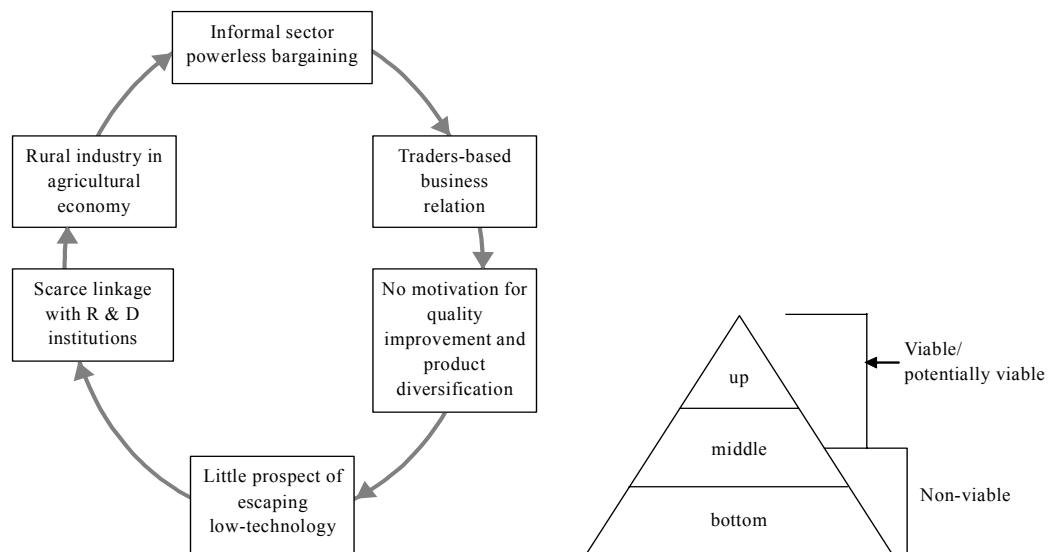 Informal sector
powerless bargaining
Traders-based
business
relation
No motivation for
quality
improvement and
product
diversification
Little prospect of
escaping
low-technology
Scarce linkage
with R & D
institutions
Rural industry in
agricultural
economy
up
middle
bottom
Viable/
potentially viable
Non-viable